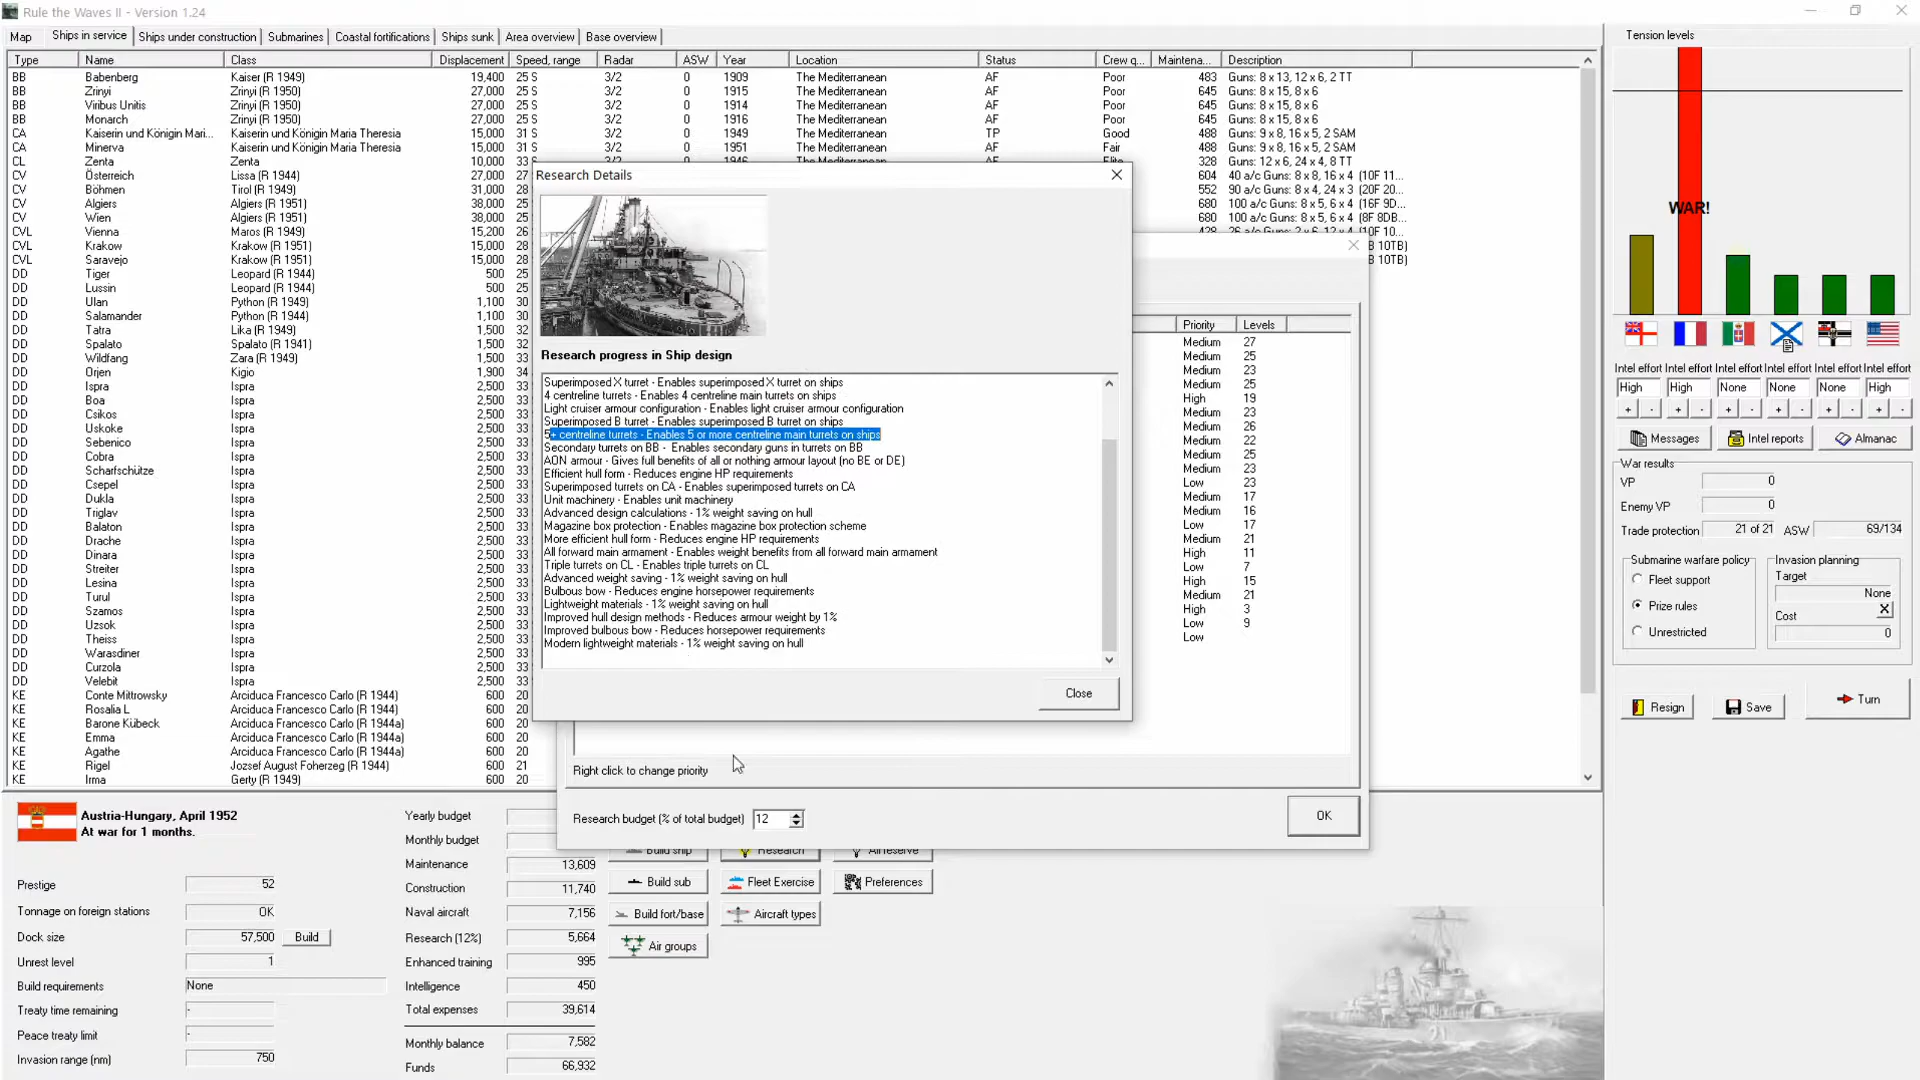 Rule the Waves II - Version 1.24
Map Ships in service Ships under construction Submarines Coastal fortifications Ships sunk Area overview Base overview
Type Name Class Displacement Speed, range Radar ASW Year Location Status Crew q... Maintena... Description
BB Babenberg Kaiser (R 1949) 19,400 25 S 3/2 0 1909 The Mediterranean AF Poor 483 Guns: 8 x 13, 12 x 6, 2 TT
BB Zrinyi Zrinyi (R 1950) 27,000 25 S 3/2 0 1915 The Mediterranean AF Poor 645 Guns: 8 x 15, 8 x 6
BB Viribus Unitis Zrinyi (R 1950) 27,000 25 S 3/2 0 1914 The Mediterranean AF Poor 645 Guns: 8 x 15, 8 x 6
BB Monarch Zrinyi (R 1950) 27,000 25 S 3/2 0 1916 The Mediterranean AF Poor 645 Guns: 8 x 15, 8 x 6
CA Kaiserin und Königin Mari... Kaiserin und Königin Maria Theresia 15,000 31 S 3/2 0 1949 The Mediterranean TP Good 488 Guns: 9 x 8, 16 x 5, 2 SAM
CA Minerva Kaiserin und Königin Maria Theresia 15,000 31 S 3/2 0 1951 The Mediterranean AF Fair 488 Guns: 9 x 8, 16 x 5, 2 SAM
CL Zenta Zenta 10,000 33 S 3/2 0 1946 The Mediterranean AF Elite 328 Guns: 12 x 6, 24 x 4, 8 TT
CV Österreich Lissa (R 1944) 27,000 27 604 40 a/c Guns: 8 x 8, 16 x 4 (10F 11...
CV Böhmen Tirol (R 1949) 31,000 28 552 90 a/c Guns: 8 x 4, 24 x 3 (20F 20...
CV Algiers Algiers (R 1951) 38,000 33 680 100 a/c Guns: 8 x 5, 6 x 4 (16F 9D...
CV Wien Algiers (R 1951) 38,000 33 680 100 a/c Guns: 8 x 5, 6 x 4 (8F 8DB...
CVL Vienna Maros (R 1949) 15,200 26 428 26 a/c Guns: 2 x 6, 12 x 4 (10F 10...
CVL Krakow Krakow (R 1951) 15,000 28 B 10TB)
CVL Saravejo Krakow (R 1951) 15,000 28 B 10TB)
DD Tiger Leopard (R 1944) 500 25
DD Lussin Leopard (R 1944) 500 25
DD Ulan Python (R 1949) 1,100 30
DD Salamander Python (R 1944) 1,100 30
DD Tatra Lika (R 1949) 1,500 32
DD Spalato Spalato (R 1941) 1,500 32
DD Wildfang Zara (R 1949) 1,500 33
DD Orjen Kigio 1,900 34
DD Ispra Ispra 2,500 33
DD Boa Ispra 2,500 33
DD Csikos Ispra 2,500 33
DD Uskoke Ispra 2,500 33
DD Sebenico Ispra 2,500 33
DD Cobra Ispra 2,500 33
DD Scharfschütze Ispra 2,500 33
DD Csepel Ispra 2,500 33
DD Dukla Ispra 2,500 33
DD Triglav Ispra 2,500 33
DD Balaton Ispra 2,500 33
DD Drache Ispra 2,500 33
DD Dinara Ispra 2,500 33
DD Streiter Ispra 2,500 33
DD Lesina Ispra 2,500 33
DD Turul Ispra 2,500 33
DD Szamos Ispra 2,500 33
DD Uzsok Ispra 2,500 33
DD Theiss Ispra 2,500 33
DD Warasdiner Ispra 2,500 33
DD Curzola Ispra 2,500 33
DD Velebit Ispra 2,500 33
KE Conte Mittrowsky Arciduca Francesco Carlo (R 1944) 600 20
KE Rosalia L Arciduca Francesco Carlo (R 1944) 600 20
KE Barone Kübeck Arciduca Francesco Carlo (R 1944a) 600 20
KE Emma Arciduca Francesco Carlo (R 1944a) 600 20
KE Agathe Arciduca Francesco Carlo (R 1944a) 600 20
KE Rigel Jozsef August Foherzeg (R 1944) 600 21
KE Irma Gerty (R 1949) 600 20
Research Details
Research progress in Ship design
Superimposed X turret - Enables superimposed X turret on ships
4 centreline turrets - Enables 4 centreline main turrets on ships
Light cruiser armour configuration - Enables light cruiser armour configuration
Superimposed B turret - Enables superimposed B turret on ships
5+ centreline turrets - Enables 5 or more centreline main turrets on ships
Secondary turrets on BB - Enables secondary guns in turrets on BB
AON armour - Gives full benefits of all or nothing armour layout (no BE or DE)
Efficient hull form - Reduces engine HP requirements
Superimposed turrets on CA - Enables superimposed turrets on CA
Unit machinery - Enables unit machinery
Advanced design calculations - 1% weight saving on hull
Magazine box protection - Enables magazine box protection scheme
More efficient hull form - Reduces engine HP requirements
All forward main armament - Enables weight benefits from all forward main armament
Triple turrets on CL - Enables triple turrets on CL
Advanced weight saving - 1% weight saving on hull
Bulbous bow - Reduces engine horsepower requirements
Lightweight materials - 1% weight saving on hull
Improved hull design methods - Reduces armour weight by 1%
Improved bulbous bow - Reduces horsepower requirements
Modern lightweight materials - 1% weight saving on hull
Close
Priority Levels
Medium 27
Medium 25
Medium 23
Medium 25
High 19
Medium 23
Medium 26
Medium 22
Medium 25
Medium 23
Low 23
Medium 17
Medium 16
Low 17
Medium 21
High 11
Low 7
High 15
Medium 21
High 3
Low 9
Low
Right click to change priority
Research budget (% of total budget) 12
OK
Tension levels
WAR!
Intel effort Intel effort Intel effort Intel effort Intel effort Intel effort
High High None None None High
+ - + - + - + - + - + -
Messages Intel reports Almanac
War results
VP 0
Enemy VP 0
Trade protection 21 of 21 ASW 69/134
Submarine warfare policy
Fleet support
Prize rules
Unrestricted
Invasion planning
Target
None
Cost X
0
Resign Save Turn
Austria-Hungary, April 1952
At war for 1 months.
Prestige 52
Tonnage on foreign stations OK
Dock size 57,500 Build
Unrest level 1
Build requirements None
Treaty time remaining -
Peace treaty limit -
Invasion range (nm) 750
Yearly budget
Monthly budget
Maintenance 13,609
Construction 11,740
Naval aircraft 7,156
Research (12%) 5,664
Enhanced training 995
Intelligence 450
Total expenses 39,614
Monthly balance 7,582
Funds 66,932
Build ship Research Air reserve
Build sub Fleet Exercise Preferences
Build fort/base Aircraft types
Air groups